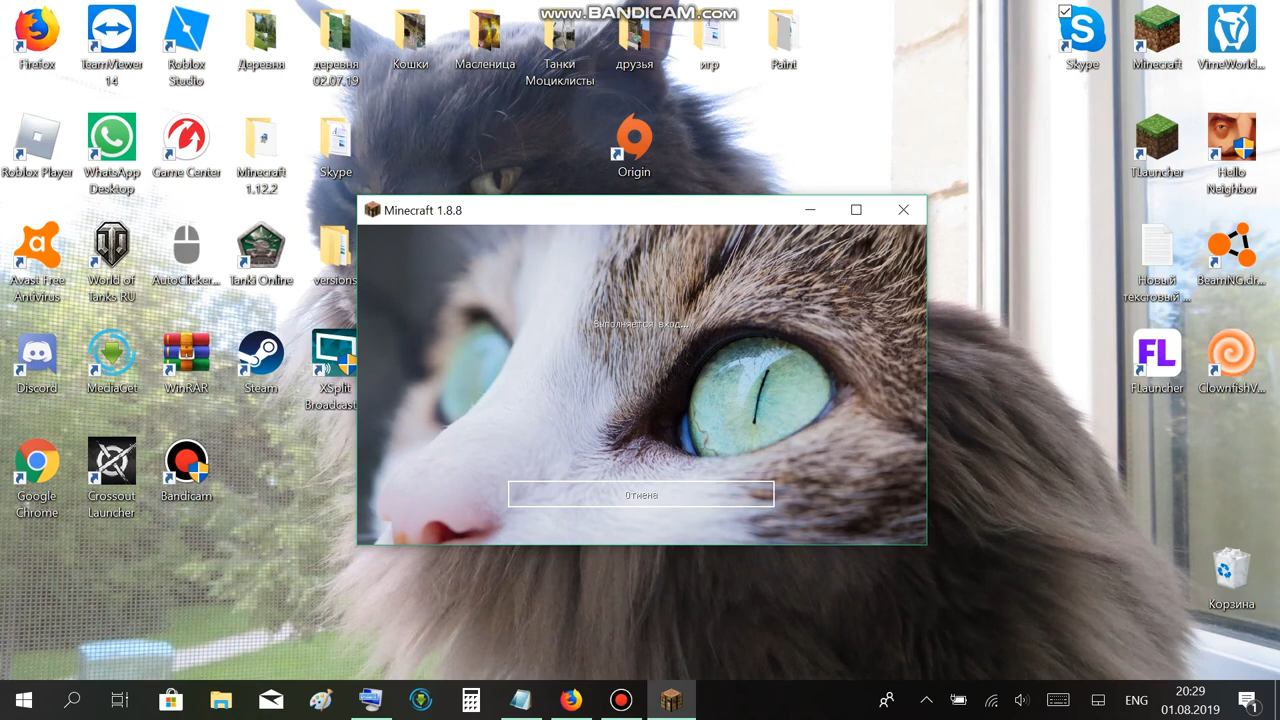 www.BANDICAM.com
Firefox
TeamViewer
14
Roblox
Studio
Деревня
деревня
02.07.19
Кошки
Масленица
Танки
Моциклисты
друзья
игр
Paint
Skype
Minecraft
VimeWorld...
Roblox Player
WhatsApp
Desktop
Game Center
Minecraft
1.12.2
Skype
Origin
TLauncher
Hello
Neighbor
Minecraft 1.8.8
Avast Free
Antivirus
World of
Tanks RU
AutoClicker...
Tanki Online
versions
Новый
текстовый ...
BeamNG.dr...
Выполняется вход...
Discord
MediaGet
WinRAR
Steam
XSplit
Broadcast
FL
FLauncher
ClownfishV...
Google
Chrome
Crossout
Launcher
Bandicam
Отмена
Корзина
ENG
20:29
01.08.2019
1